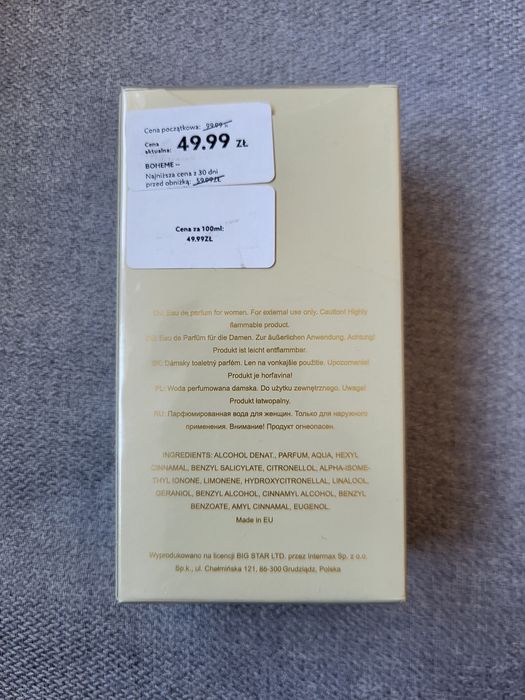 Cena początkowa: 99.99 zł
Cena
aktualna: 49.99 ZŁ
BOHEME --
Najniższa cena z 30 dni
przed obniżką: 59.99ZŁ
Cena za 100ml:
49.99ZŁ
Eau de parfum for women. For external use only. Caution! Highly
flammable product.
Eau de Parfüm für die Damen. Zur äußerlichen Anwendung. Achtung!
Produkt ist leicht entflammbar.
SK: Dámsky toaletný parfém. Len na vonkajšie použitie. Upozornenie!
Produkt je horľavina!
PL: Woda perfumowana damska. Do użytku zewnętrznego. Uwaga!
Produkt łatwopalny.
RU: Парфюмированная вода для женщин. Только для наружного
применения. Внимание! Продукт огнеопасен.
INGREDIENTS: ALCOHOL DENAT., PARFUM, AQUA, HEXYL
CINNAMAL, BENZYL SALICYLATE, CITRONELLOL, ALPHA-ISOME-
THYL IONONE, LIMONENE, HYDROXYCITRONELLAL, LINALOOL,
GERANIOL, BENZYL ALCOHOL, CINNAMYL ALCOHOL, BENZYL
BENZOATE, AMYL CINNAMAL, EUGENOL.
Made in EU
Wyprodukowano na licencji BIG STAR LTD. przez Intermax Sp. z o.o.
Sp.k., ul. Chełmińska 121, 86-300 Grudziądz, Polska